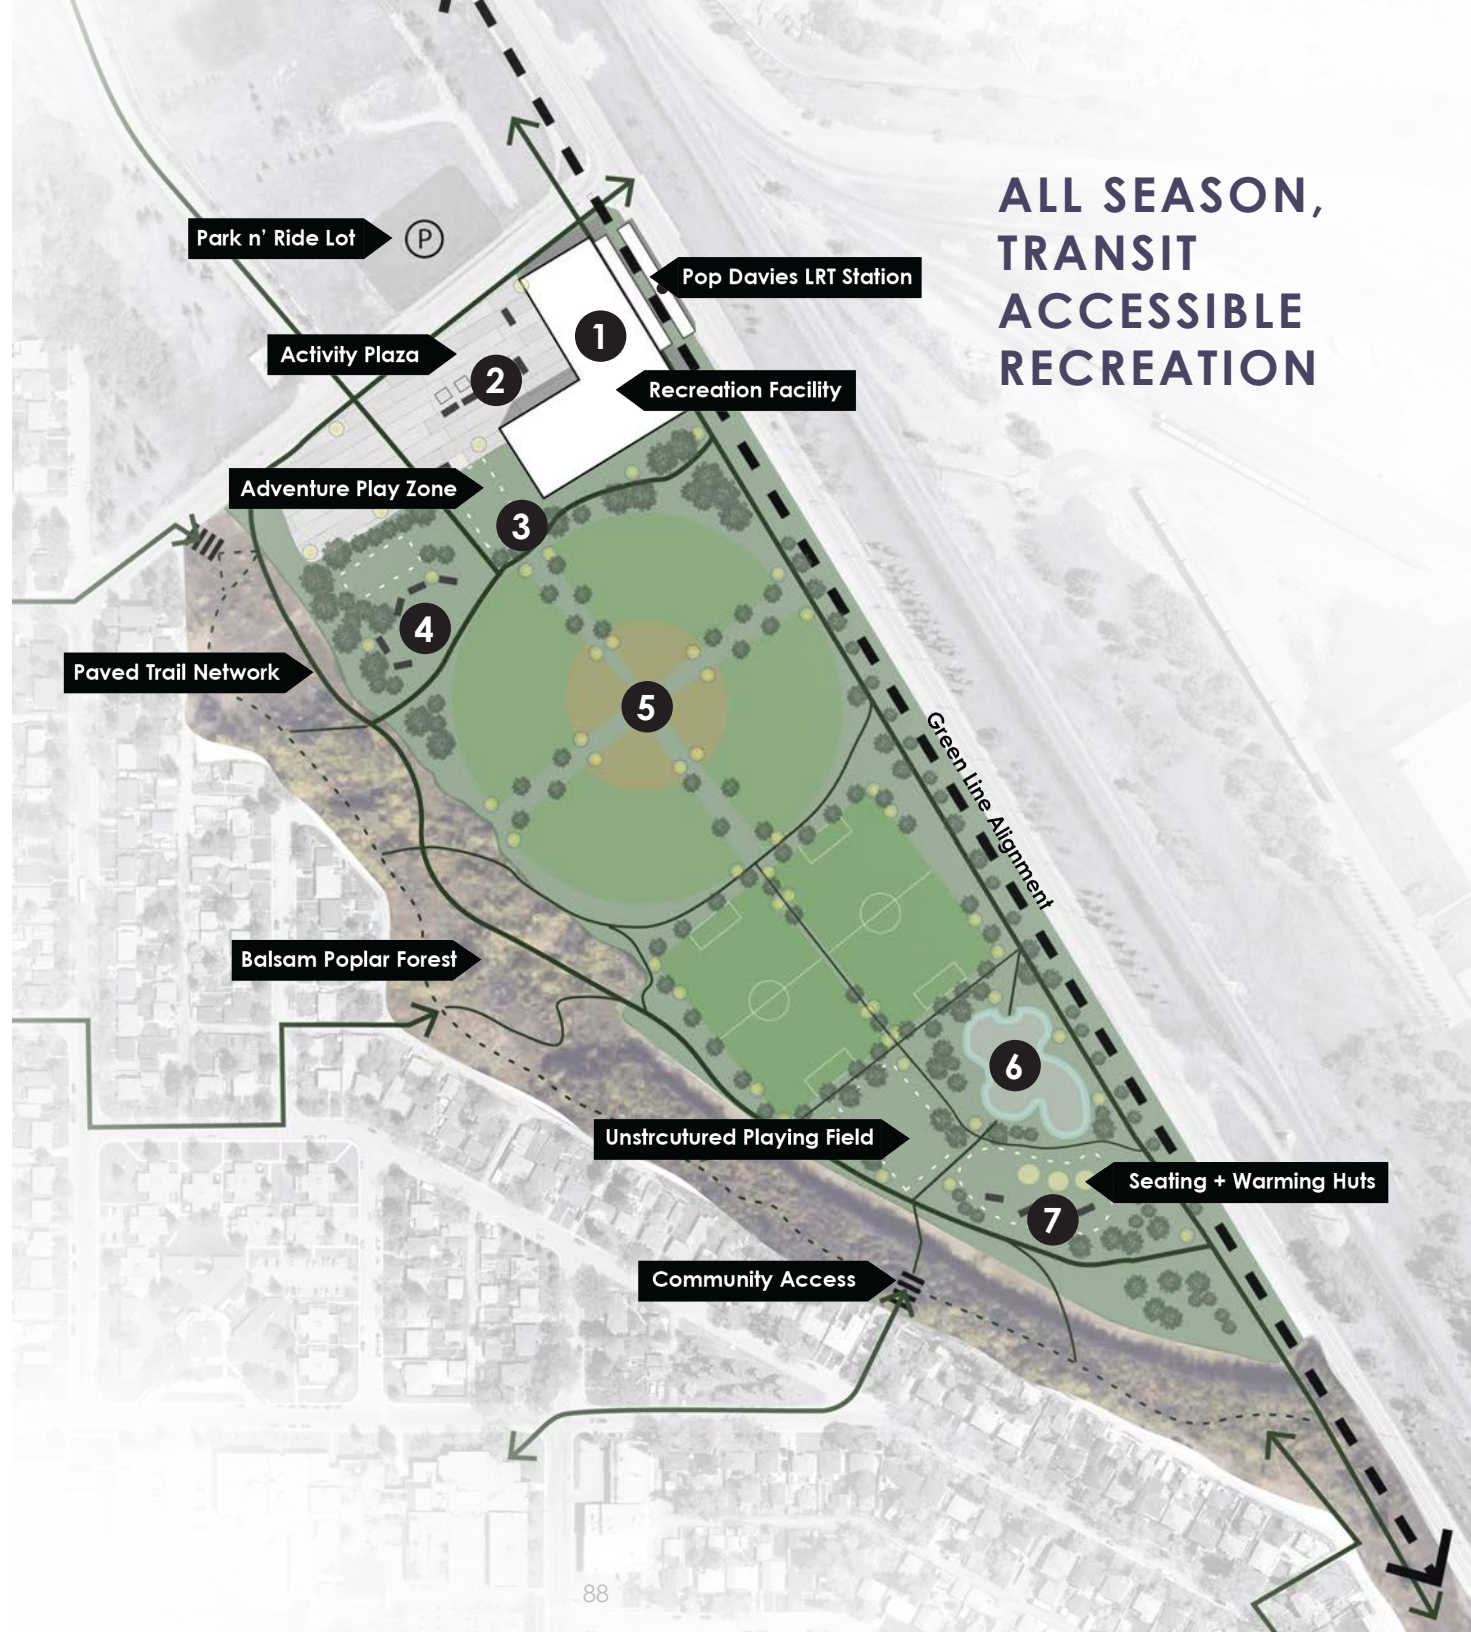 ALL SEASON,
TRANSIT
ACCESSIBLE
RECREATION
Park n' Ride Lot
P
Pop Davies LRT Station
1
Activity Plaza
2
Recreation Facility
Adventure Play Zone
3
4
Paved Trail Network
5
Green Line Alignment
Balsam Poplar Forest
6
Unstrcutured Playing Field
Seating + Warming Huts
7
Community Access
88